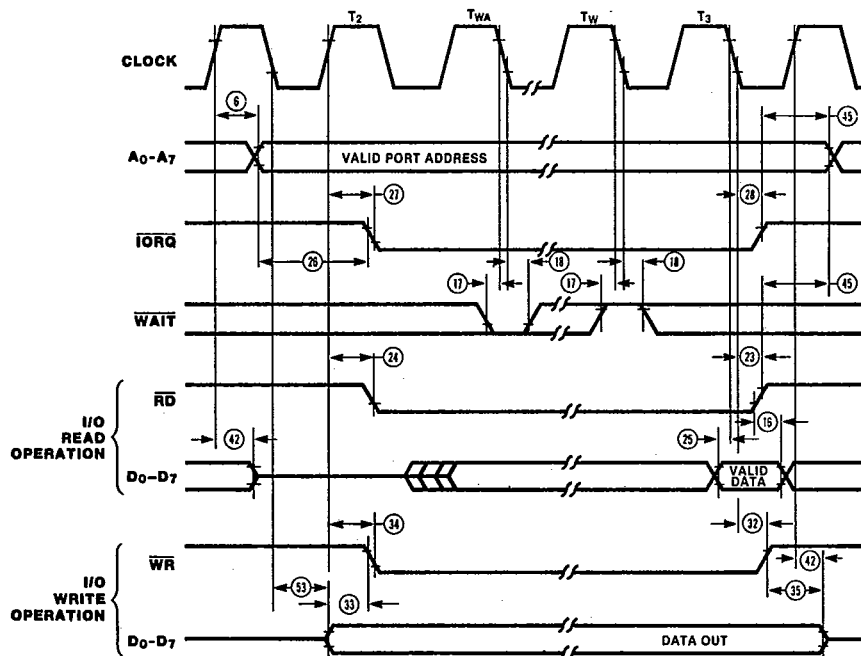 T2 TWA TW T3
CLOCK
6 45
A0-A7 VALID PORT ADDRESS
27 28
IORQ
26 18 18
17 17 45
WAIT
24 23
RD
I/O
READ
OPERATION
42 25 16
D0-D7 VALID
DATA
34 32
WR
42
I/O
WRITE
OPERATION
53 33 35
D0-D7 DATA OUT